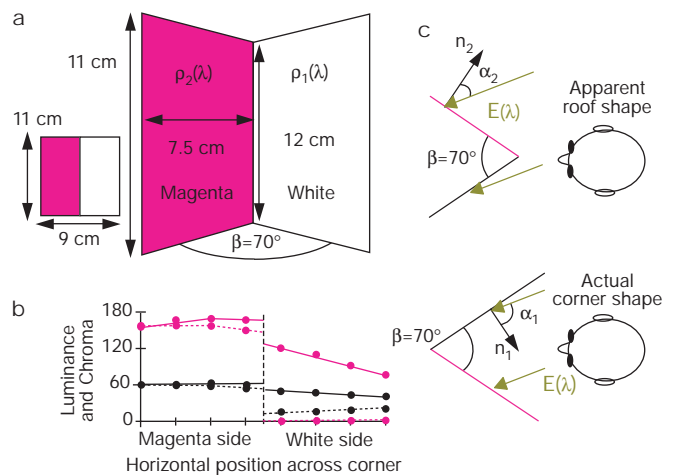 a
11 cm
ρ2(λ)
ρ1(λ)
11 cm
7.5 cm
12 cm
Magenta
White
9 cm
β=70°
b
180
120
60
0
Luminance
and Chroma
Magenta side
White side
Horizontal position across corner
c
n2
α2
E(λ)
Apparent
roof shape
β=70°
Actual
corner shape
β=70°
α1
n1
E(λ)